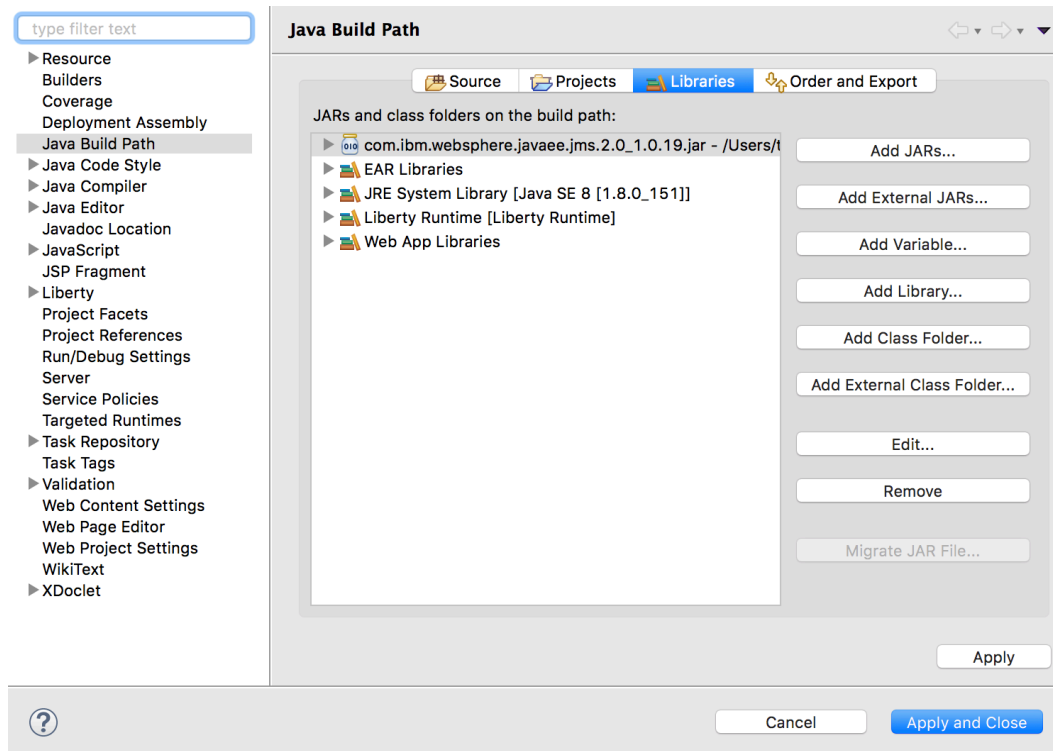 type filter text
Resource
Builders
Coverage
Deployment Assembly
Java Build Path
Java Code Style
Java Compiler
Java Editor
Javadoc Location
JavaScript
JSP Fragment
Liberty
Project Facets
Project References
Run/Debug Settings
Server
Service Policies
Targeted Runtimes
Task Repository
Task Tags
Validation
Web Content Settings
Web Page Editor
Web Project Settings
WikiText
XDoclet
Java Build Path
Source Projects Libraries Order and Export
JARs and class folders on the build path:
010 com.ibm.websphere.javaee.jms.2.0_1.0.19.jar - /Users/t
EAR Libraries
JRE System Library [Java SE 8 [1.8.0_151]]
Liberty Runtime [Liberty Runtime]
Web App Libraries
Add JARs...
Add External JARs...
Add Variable...
Add Library...
Add Class Folder...
Add External Class Folder...
Edit...
Remove
Migrate JAR File...
Apply
?
Cancel
Apply and Close